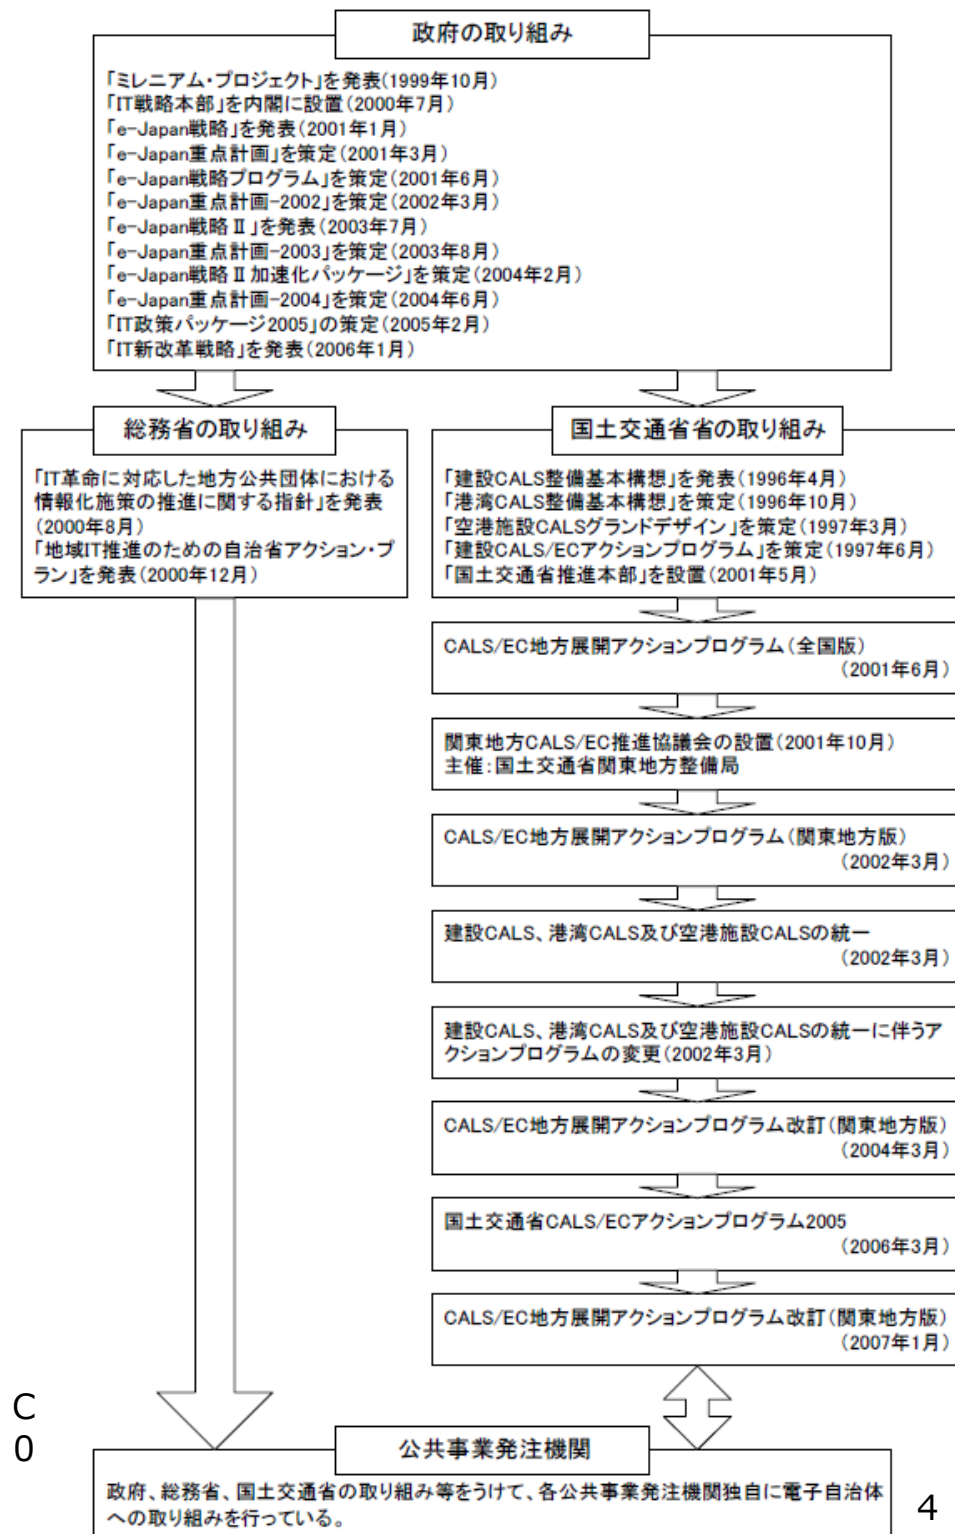 政府の取り組み
「ミレニアム・プロジェクト」を発表(1999年10月)
「IT戦略本部」を内閣に設置(2000年7月)
「e-Japan戦略」を発表(2001年1月)
「e-Japan重点計画」を策定(2001年3月)
「e-Japan戦略プログラム」を策定(2001年6月)
「e-Japan重点計画-2002」を策定(2002年3月)
「e-Japan戦略Ⅱ」を発表(2003年7月)
「e-Japan重点計画-2003」を策定(2003年8月)
「e-Japan戦略Ⅱ加速化パッケージ」を策定(2004年2月)
「e-Japan重点計画-2004」を策定(2004年6月)
「IT政策パッケージ2005」の策定(2005年2月)
「IT新改革戦略」を発表(2006年1月)
総務省の取り組み
「IT革命に対応した地方公共団体における
情報化施策の推進に関する指針」を発表
(2000年8月)
「地域IT推進のための自治省アクション・プ
ラン」を発表(2000年12月)
国土交通省省の取り組み
「建設CALS整備基本構想」を発表(1996年4月)
「港湾CALS整備基本構想」を策定(1996年10月)
「空港施設CALSグランドデザイン」を策定(1997年3月)
「建設CALS/ECアクションプログラム」を策定(1997年6月)
「国土交通省推進本部」を設置(2001年5月)
CALS/EC地方展開アクションプログラム(全国版)
(2001年6月)
関東地方CALS/EC推進協議会の設置(2001年10月)
主催:国土交通省関東地方整備局
CALS/EC地方展開アクションプログラム(関東地方版)
(2002年3月)
建設CALS、港湾CALS及び空港施設CALSの統一
(2002年3月)
建設CALS、港湾CALS及び空港施設CALSの統一に伴うア
クションプログラムの変更(2002年3月)
CALS/EC地方展開アクションプログラム改訂(関東地方版)
(2004年3月)
国土交通省CALS/ECアクションプログラム2005
(2006年3月)
CALS/EC地方展開アクションプログラム改訂(関東地方版)
(2007年1月)
C
0
公共事業発注機関
政府、総務省、国土交通省の取り組み等をうけて、各公共事業発注機関独自に電子自治体
への取り組みを行っている。
4